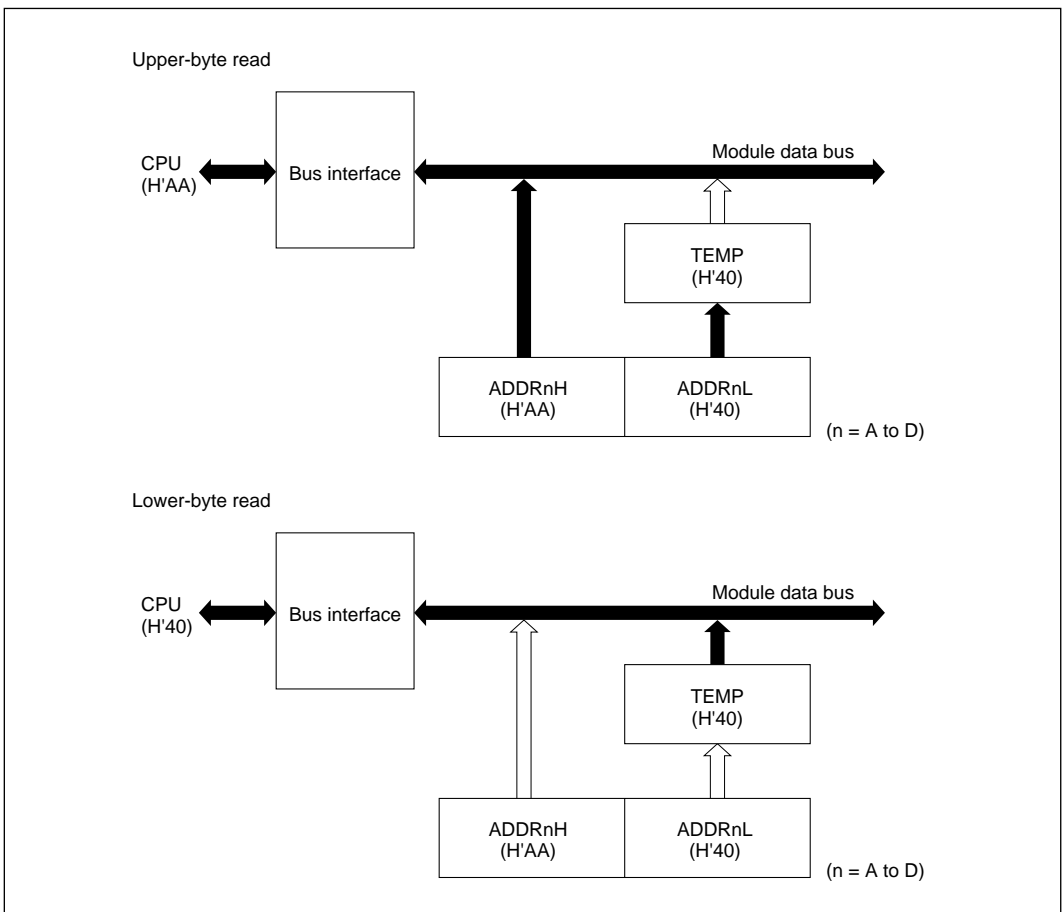 Upper-byte read
Module data bus
CPU
(H'AA)
Bus interface
TEMP
(H'40)
ADDRnH
(H'AA)
ADDRnL
(H'40)
(n = A to D)
Lower-byte read
Module data bus
CPU
(H'40)
Bus interface
TEMP
(H'40)
ADDRnH
(H'AA)
ADDRnL
(H'40)
(n = A to D)